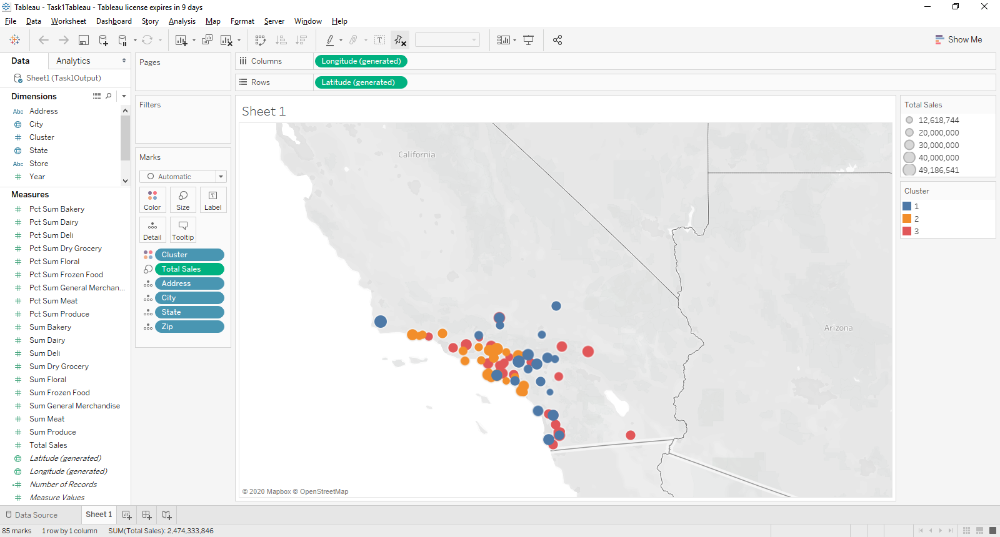 Tableau - Task1Tableau - Tableau license expires in 9 days
File Data Worksheet Dashboard Story Analysis Map Format Server Window Help
Show Me
Data Analytics
Sheet1 (Task1Output)
Dimensions
Abc Address
City
Cluster
State
Abc Store
Year
Measures
Pct Sum Bakery
Pct Sum Dairy
Pct Sum Deli
Pct Sum Dry Grocery
Pct Sum Floral
Pct Sum Frozen Food
Pct Sum General Merchan...
Pct Sum Meat
Pct Sum Produce
Sum Bakery
Sum Dairy
Sum Deli
Sum Dry Grocery
Sum Floral
Sum Frozen Food
Sum General Merchandise
Sum Meat
Sum Produce
Total Sales
Latitude (generated)
Longitude (generated)
Number of Records
Measure Values
Pages
Filters
Marks
Automatic
Color Size Label
Detail Tooltip
Cluster
Total Sales
Address
City
State
Zip
Columns Longitude (generated)
Rows Latitude (generated)
Sheet 1
California
Arizona
© 2020 Mapbox © OpenStreetMap
Total Sales
12,618,744
20,000,000
30,000,000
40,000,000
49,186,541
Cluster
1
2
3
Data Source Sheet 1
85 marks 1 row by 1 column SUM(Total Sales): 2,474,333,846